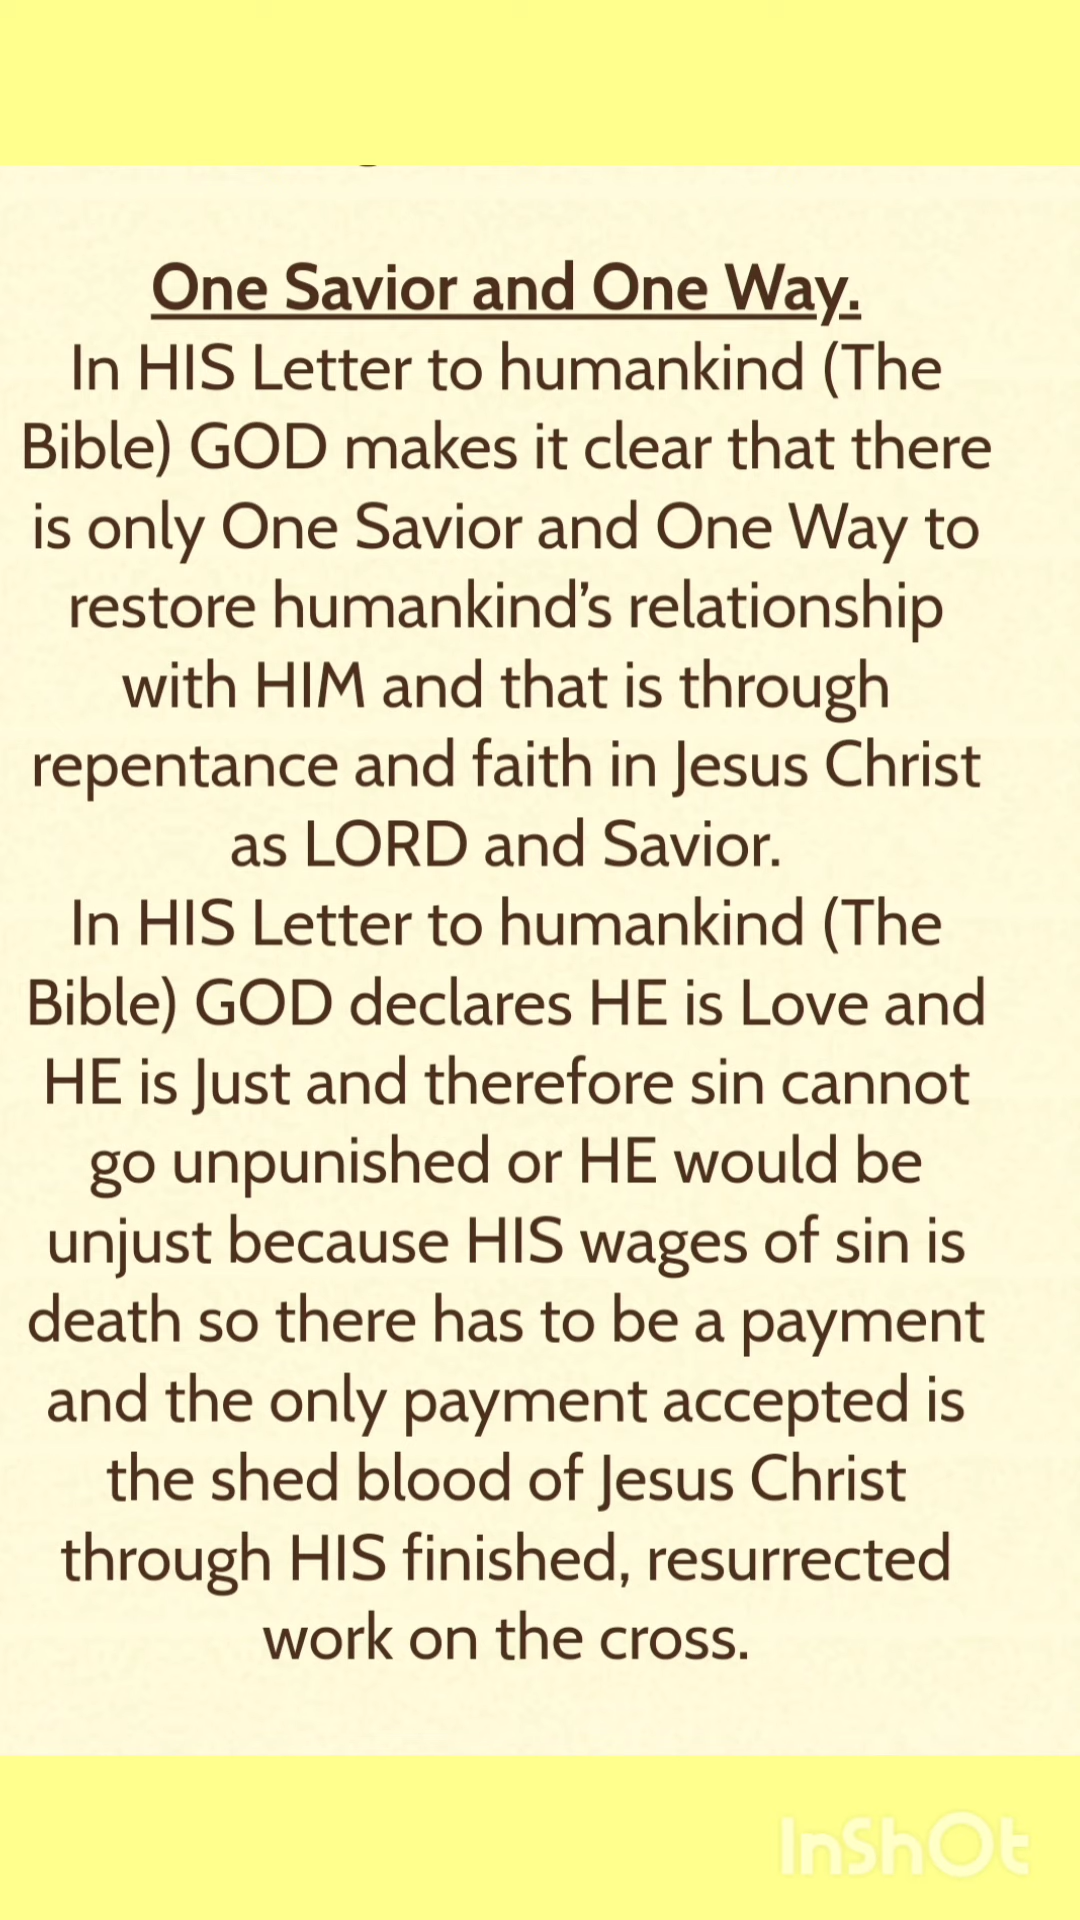 One Savior and One Way.
In HIS Letter to humankind (The
Bible) GOD makes it clear that there
is only One Savior and One Way to
restore humankind’s relationship
with HIM and that is through
repentance and faith in Jesus Christ
as LORD and Savior.
In HIS Letter to humankind (The
Bible) GOD declares HE is Love and
HE is Just and therefore sin cannot
go unpunished or HE would be
unjust because HIS wages of sin is
death so there has to be a payment
and the only payment accepted is
the shed blood of Jesus Christ
through HIS finished, resurrected
work on the cross.
InShOt